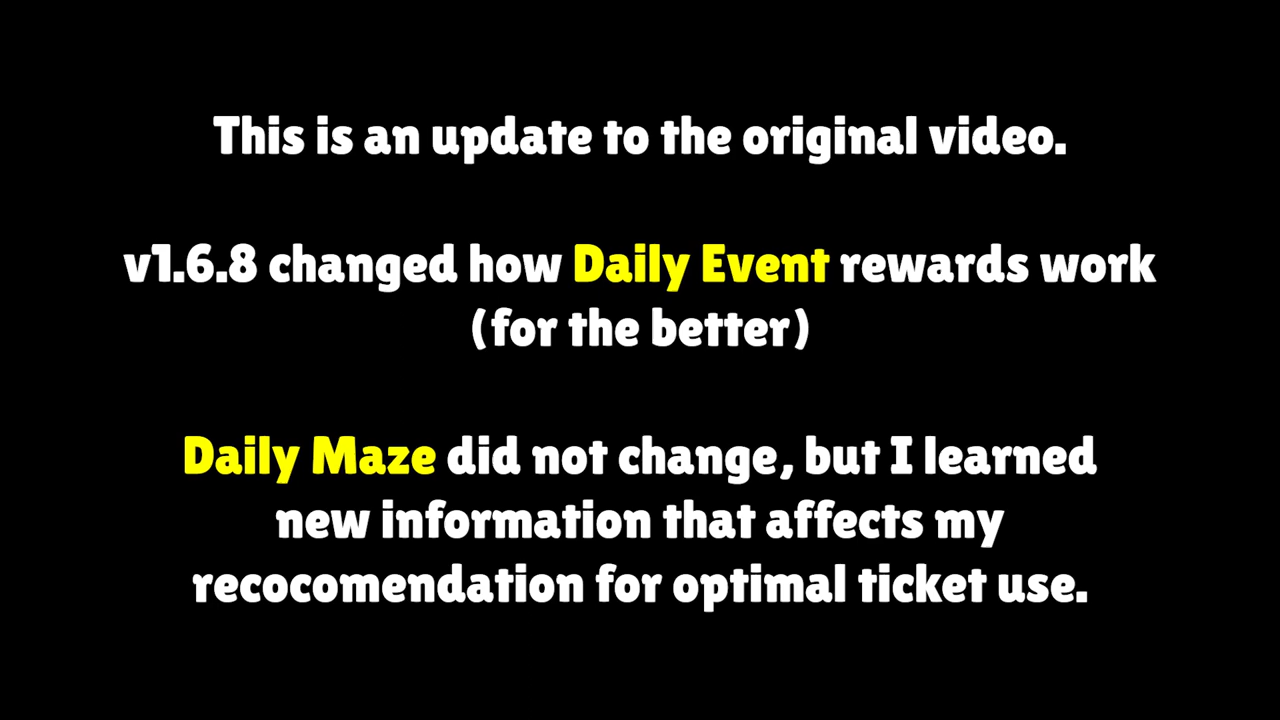 This is an update to the original video.
v1.6.8 changed how Daily Event rewards work
(for the better)
Daily Maze did not change, but I learned
new information that affects my
recocomendation for optimal ticket use.